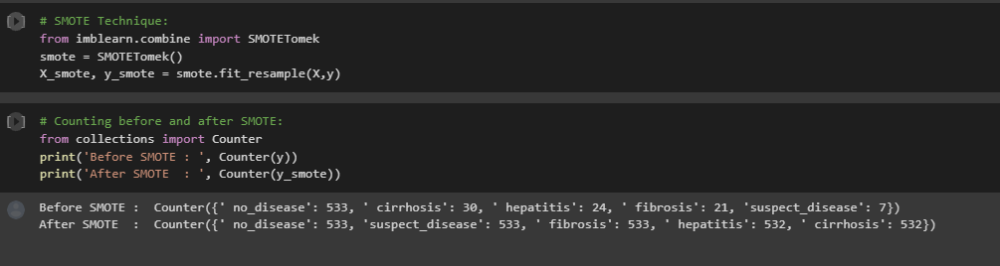 # SMOTE Technique:
from imblearn.combine import SMOTETomek
smote = SMOTETomek()
X_smote, y_smote = smote.fit_resample(X,y)
# Counting before and after SMOTE:
from collections import Counter
print('Before SMOTE : ', Counter(y))
print('After SMOTE  : ', Counter(y_smote))
Before SMOTE :  Counter({' no_disease': 533, ' cirrhosis': 30, ' hepatitis': 24, ' fibrosis': 21, 'suspect_disease': 7})
After SMOTE  :  Counter({' no_disease': 533, 'suspect_disease': 533, ' fibrosis': 533, ' hepatitis': 532, ' cirrhosis': 532})